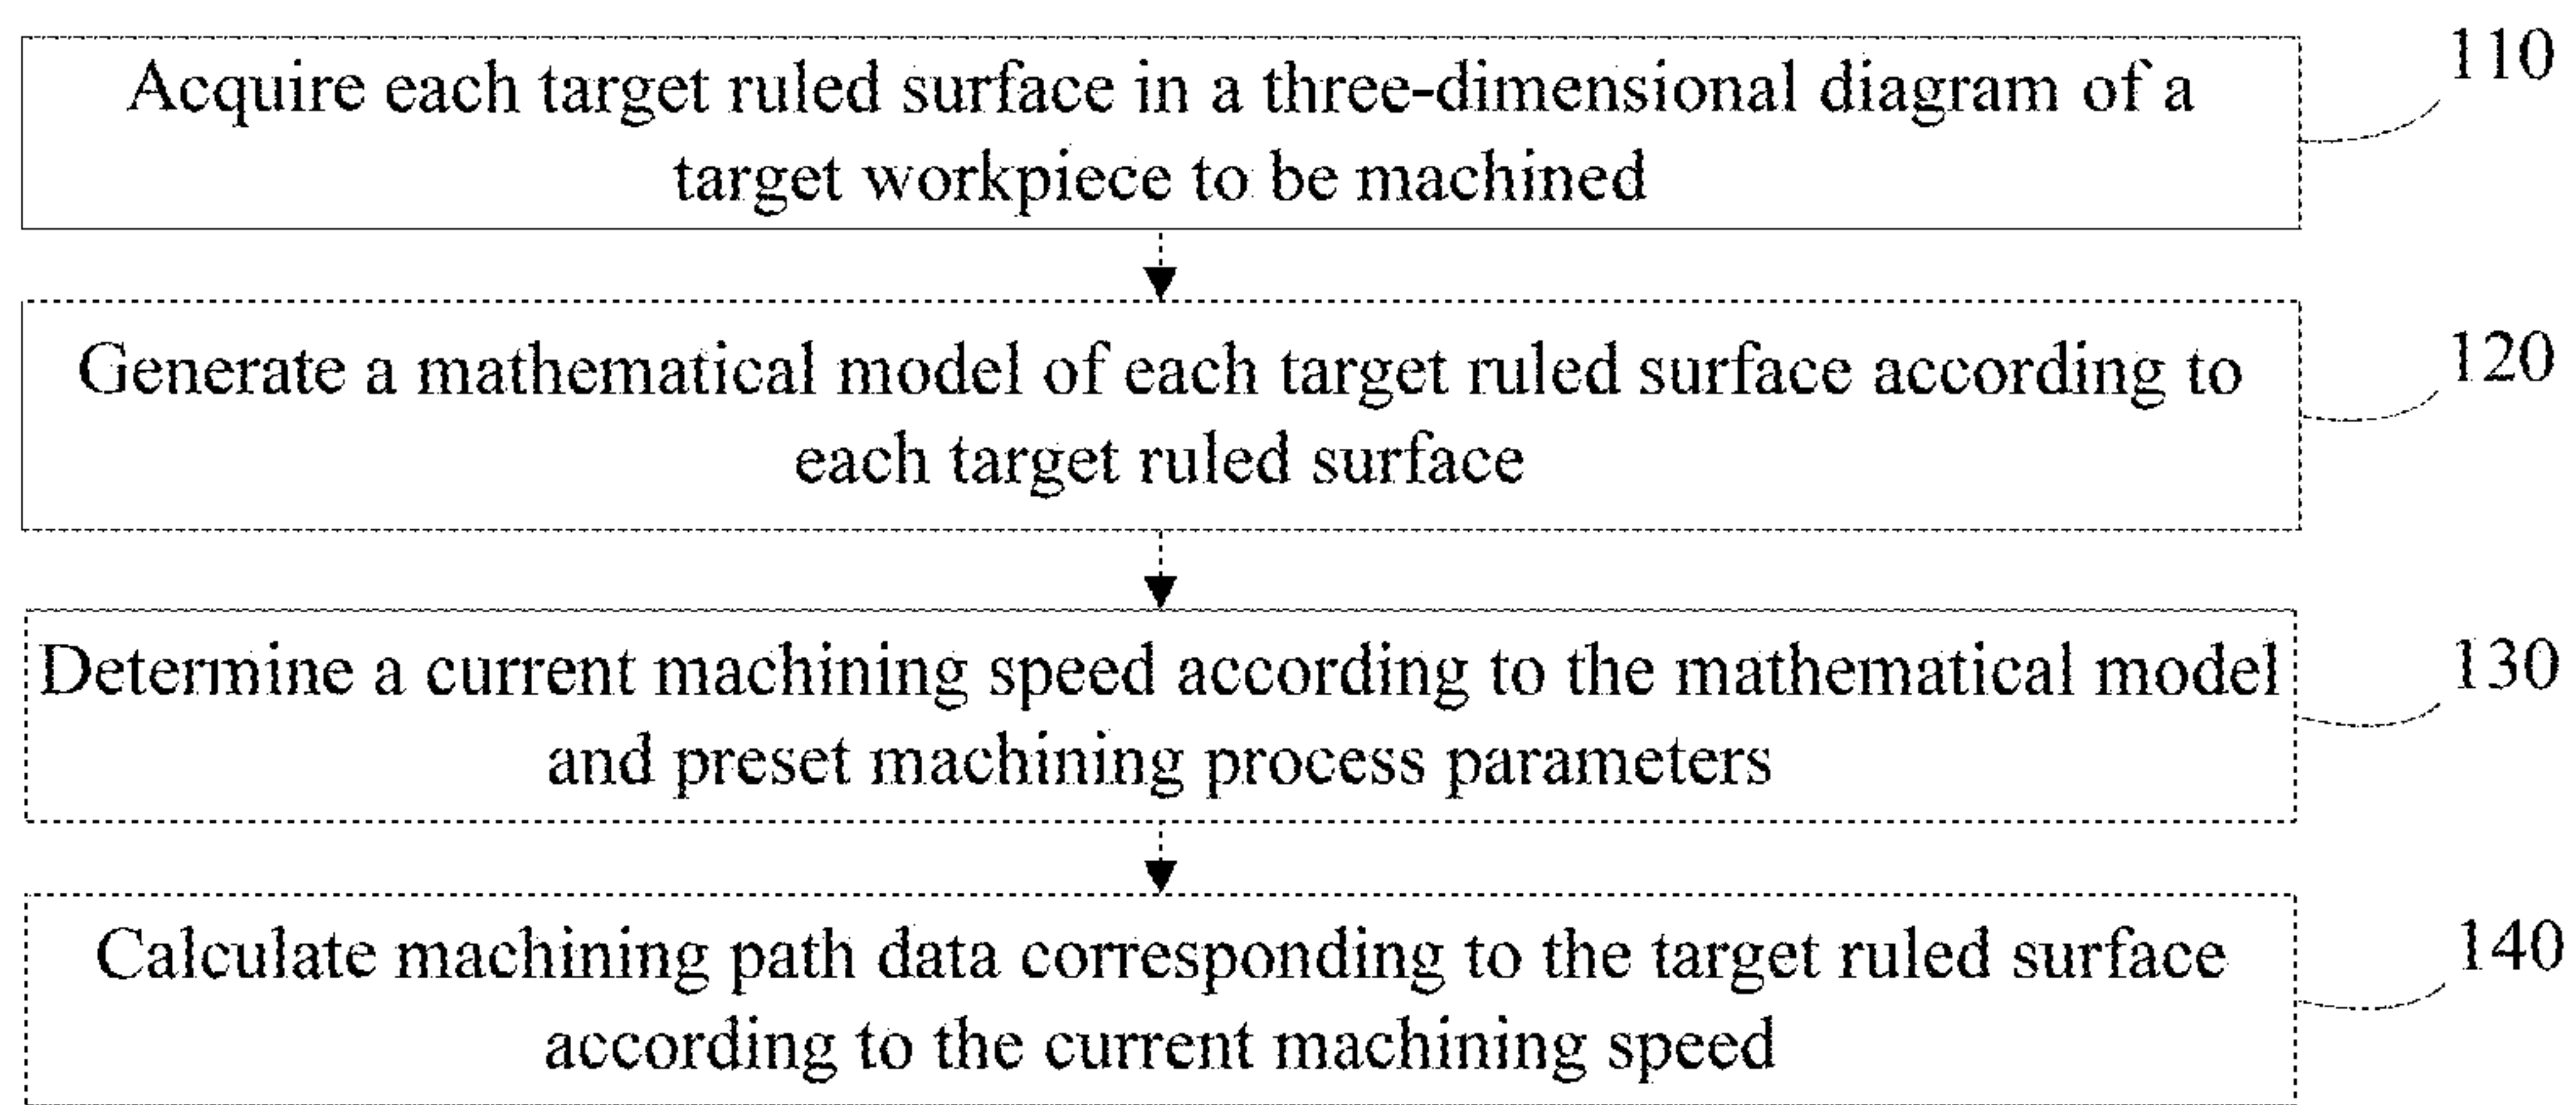 Acquire each target ruled surface in a three-dimensional diagram of a
target workpiece to be machined
110
Generate a mathematical model of each target ruled surface according to
each target ruled surface
120
Determine a current machining speed according to the mathematical model
and preset machining process parameters
130
Calculate machining path data corresponding to the target ruled surface
according to the current machining speed
140